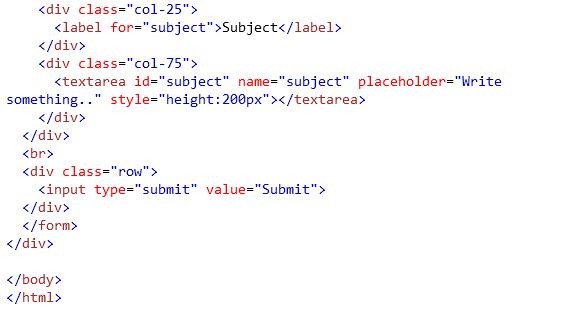 <div class="col-25">
      <label for="subject">Subject</label>
    </div>
    <div class="col-75">
      <textarea id="subject" name="subject" placeholder="Write
something.." style="height:200px"></textarea>
    </div>
  </div>
  <br>
  <div class="row">
    <input type="submit" value="Submit">
  </div>
  </form>
</div>

</body>
</html>